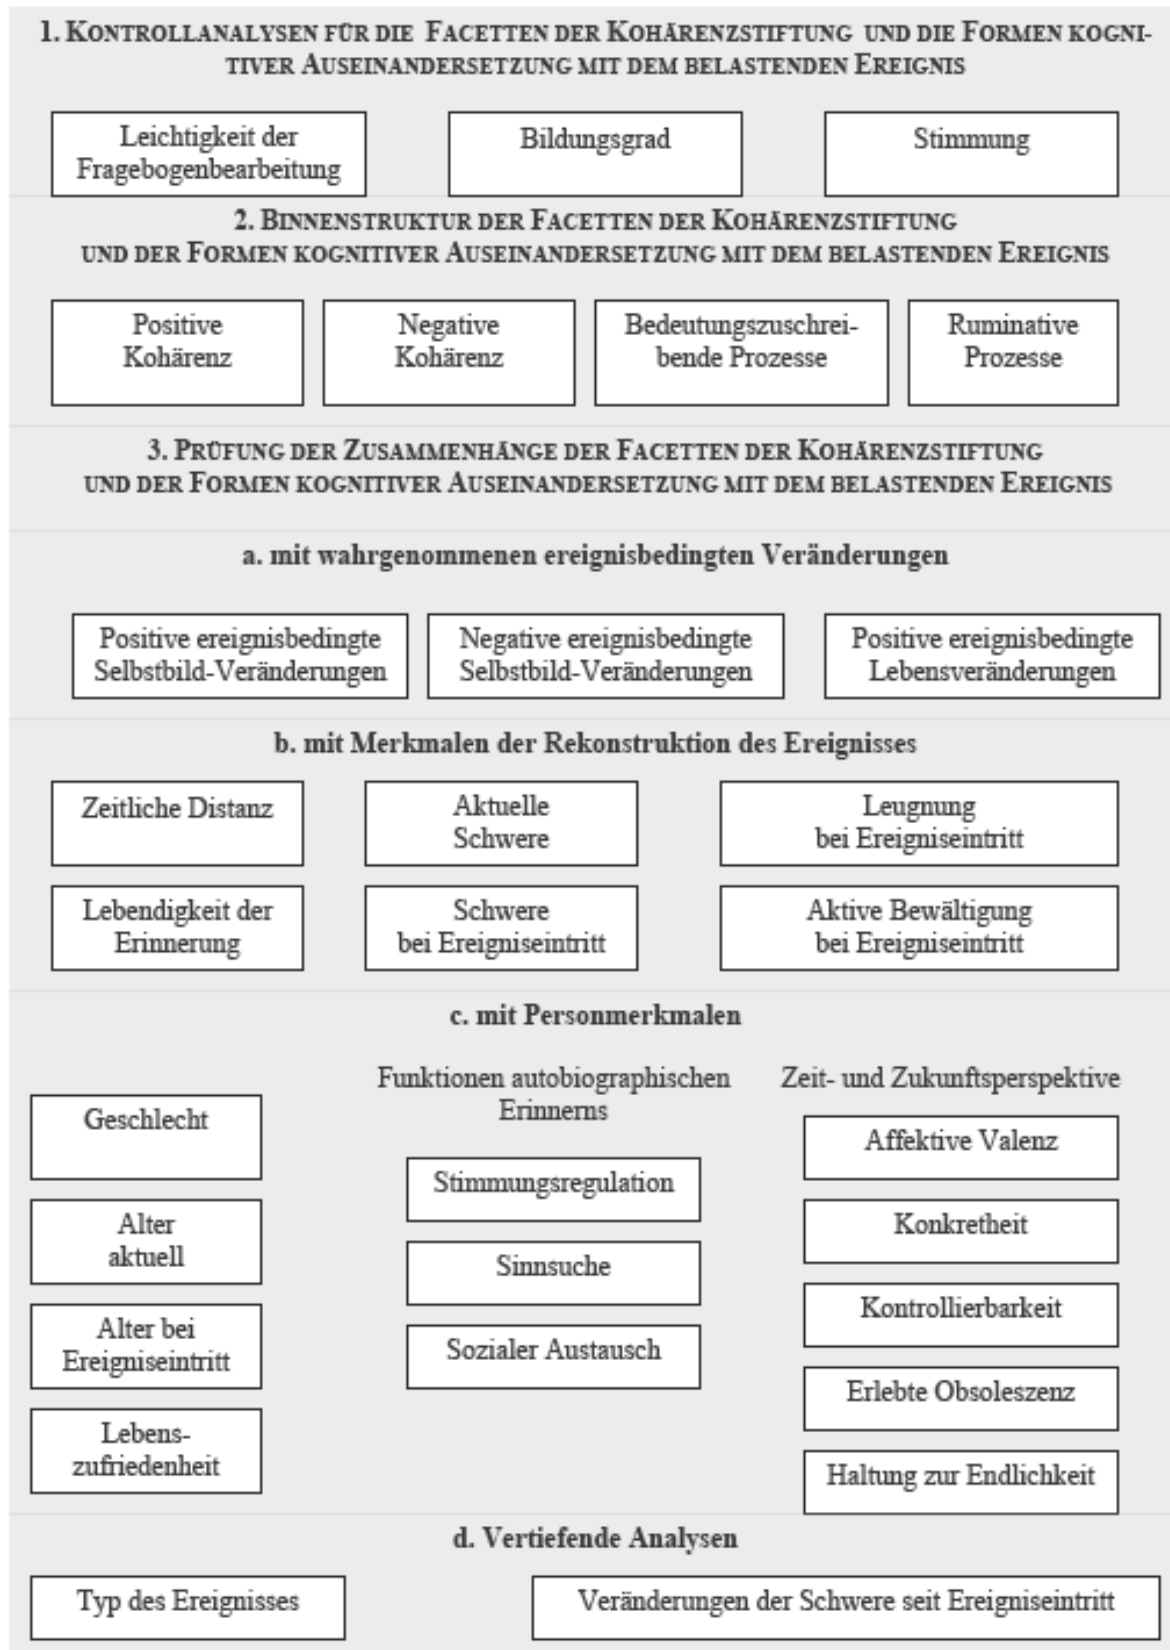 1. KONTROLLANALYSEN FÜR DIE FACETTEN DER KOHÄRENZSTIFTUNG UND DIE FORMEN KOGNI-
TIVER AUSEINANDERSETZUNG MIT DEM BELASTENDEN EREIGNIS
Leichtigkeit der
Fragebogenbearbeitung
Bildungsgrad
Stimmung
2. BINNENSTRUKTUR DER FACETTEN DER KOHÄRENZSTIFTUNG
UND DER FORMEN KOGNITIVER AUSEINANDERSETZUNG MIT DEM BELASTENDEN EREIGNIS
Positive
Kohärenz
Negative
Kohärenz
Bedeutungszuschrei-
bende Prozesse
Ruminative
Prozesse
3. PRÜFUNG DER ZUSAMMENHÄNGE DER FACETTEN DER KOHÄRENZSTIFTUNG
UND DER FORMEN KOGNITIVER AUSEINANDERSETZUNG MIT DEM BELASTENDEN EREIGNIS
a. mit wahrgenommenen ereignisbedingten Veränderungen
Positive ereignisbedingte
Selbstbild-Veränderungen
Negative ereignisbedingte
Selbstbild-Veränderungen
Positive ereignisbedingte
Lebensveränderungen
b. mit Merkmalen der Rekonstruktion des Ereignisses
Zeitliche Distanz
Aktuelle
Schwere
Leugnung
bei Ereigniseintritt
Lebendigkeit der
Erinnerung
Schwere
bei Ereigniseintritt
Aktive Bewältigung
bei Ereigniseintritt
c. mit Personmerkmalen
Geschlecht
Alter
aktuell
Alter bei
Ereigniseintritt
Lebens-
zufriedenheit
Funktionen autobiographischen
Erinnerns
Stimmungsregulation
Sinnsuche
Sozialer Austausch
Zeit- und Zukunftsperspektive
Affektive Valenz
Konkretheit
Kontrollierbarkeit
Erlebte Obsoleszenz
Haltung zur Endlichkeit
d. Vertiefende Analysen
Typ des Ereignisses
Veränderungen der Schwere seit Ereigniseintritt